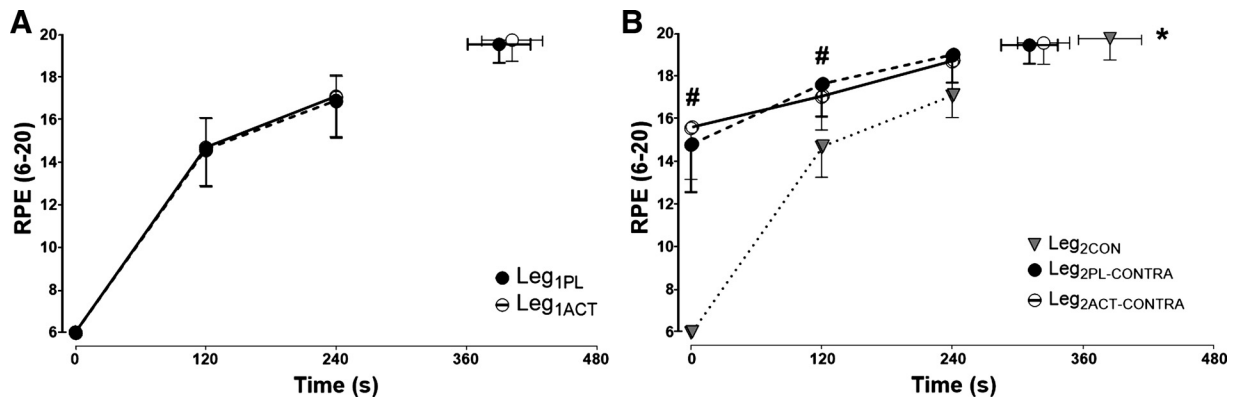 A
RPE (6-20)
20
18
16
14
12
10
8
6
0
120
240
360
480
Time (s)
Leg1PL
Leg1ACT
B
RPE (6-20)
20
18
16
14
12
10
8
6
#
#
*
0
120
240
360
480
Time (s)
Leg2CON
Leg2PL-CONTRA
Leg2ACT-CONTRA